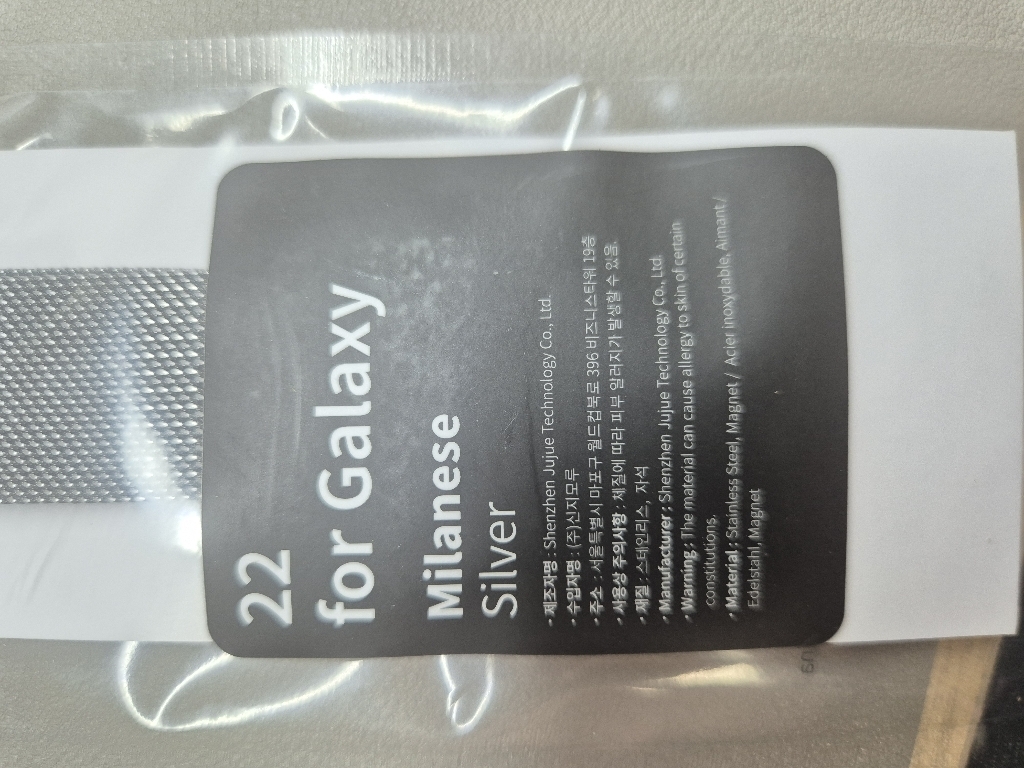 22
for Galaxy
Milanese
Silver
• 제조자명 : Shenzhen Jujue Technology Co., Ltd.
• 수입자명 : (주)신지모루
• 주소 : 서울특별시 마포구 월드컵북로 396 비즈니스타워 19층
• 사용상 주의사항 : 체질에 따라 피부 알러지가 발생할 수 있음.
• 재질 : 스테인리스, 자석
• Manufacturer : Shenzhen Jujue Technology Co., Ltd.
• Warning : The material can cause allergy to skin of certain
constitutions.
• Material : Stainless Steel, Magnet / Acier inoxydable, Aimant /
Edelstahl, Magnet